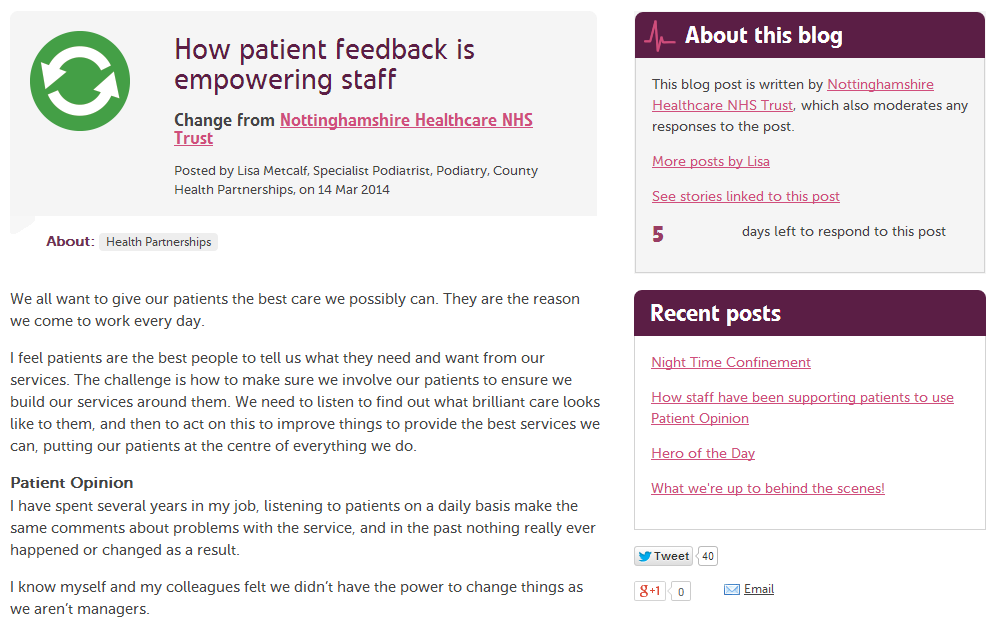 How patient feedback is
empowering staff
Change from Nottinghamshire Healthcare NHS
Trust
Posted by Lisa Metcalf, Specialist Podiatrist, Podiatry, County
Health Partnerships, on 14 Mar 2014
About: Health Partnerships
We all want to give our patients the best care we possibly can. They are the reason
we come to work every day.
I feel patients are the best people to tell us what they need and want from our
services. The challenge is how to make sure we involve our patients to ensure we
build our services around them. We need to listen to find out what brilliant care looks
like to them, and then to act on this to improve things to provide the best services we
can, putting our patients at the centre of everything we do.
Patient Opinion
I have spent several years in my job, listening to patients on a daily basis make the
same comments about problems with the service, and in the past nothing really ever
happened or changed as a result.
I know myself and my colleagues felt we didn't have the power to change things as
we aren't managers.
About this blog
This blog post is written by Nottinghamshire
Healthcare NHS Trust, which also moderates any
responses to the post.
More posts by Lisa
See stories linked to this post
5 days left to respond to this post
Recent posts
Night Time Confinement
How staff have been supporting patients to use
Patient Opinion
Hero of the Day
What we're up to behind the scenes!
Tweet 40
g+1 0 Email